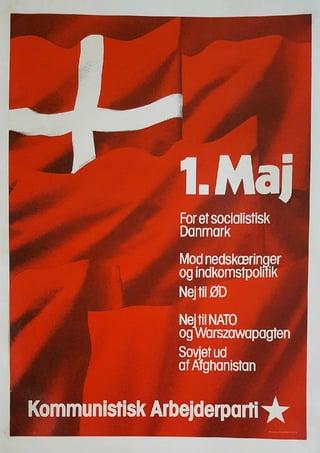 1. Maj
For et socialistisk
Danmark
Mod nedskæringer
og indkomstpolitik
Nej til ØD
Nej til NATO
og Warszawapagten
Sovjet ud
af Afghanistan
Kommunistisk Arbejderparti